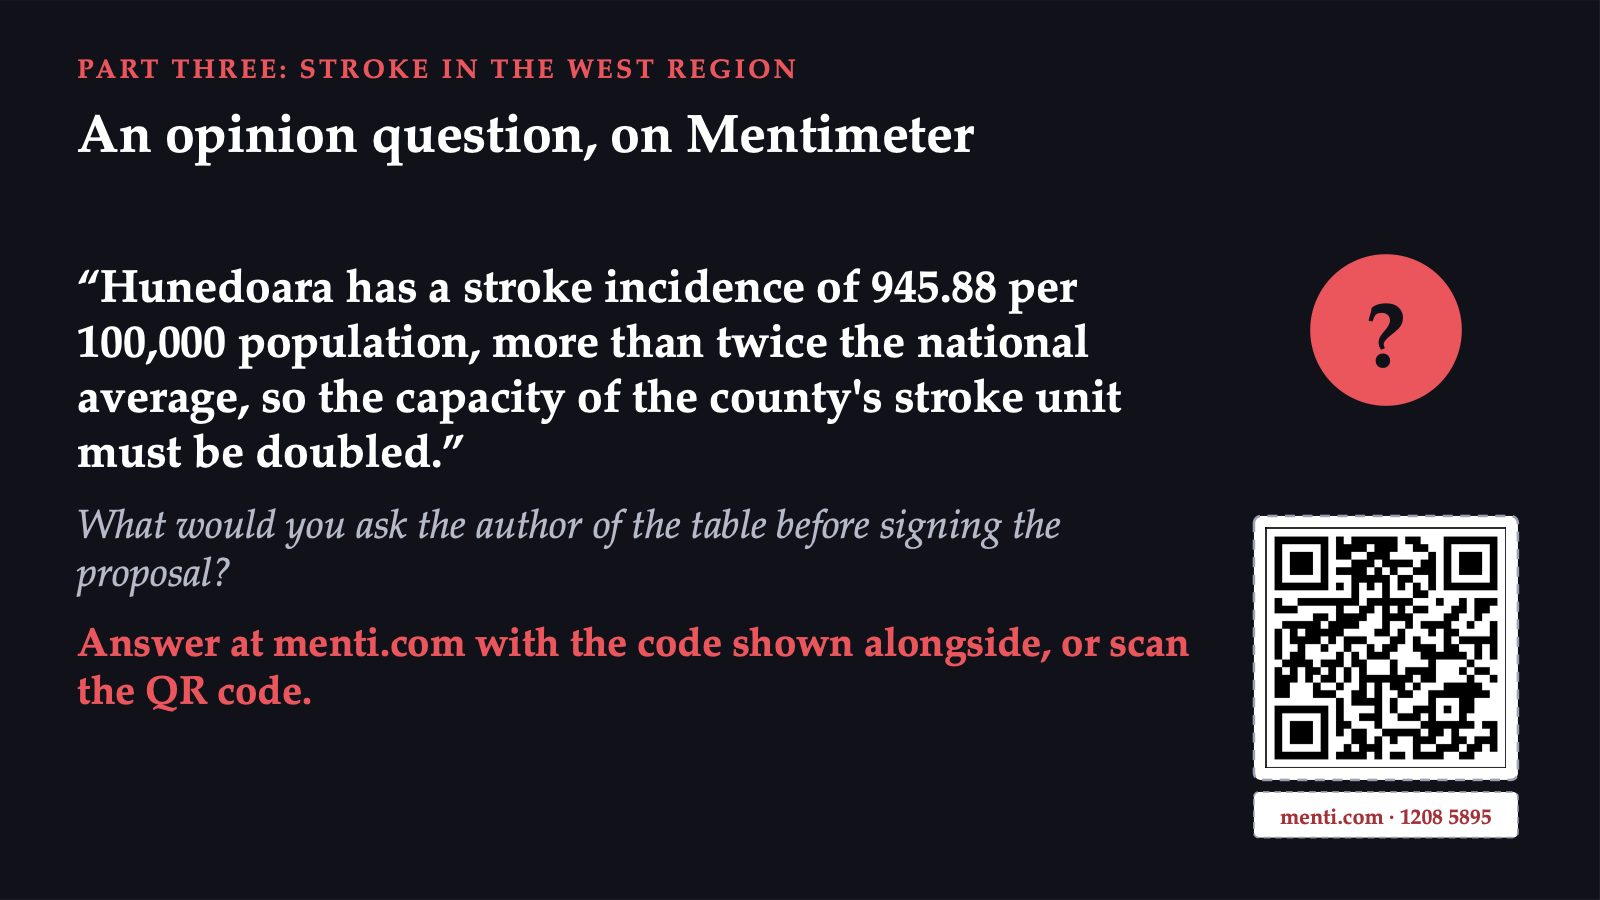 PART THREE: STROKE IN THE WEST REGION
An opinion question, on Mentimeter
“Hunedoara has a stroke incidence of 945.88 per
100,000 population, more than twice the national
average, so the capacity of the county's stroke unit
must be doubled.”
?
What would you ask the author of the table before signing the
proposal?
Answer at menti.com with the code shown alongside, or scan
the QR code.
menti.com · 1208 5895